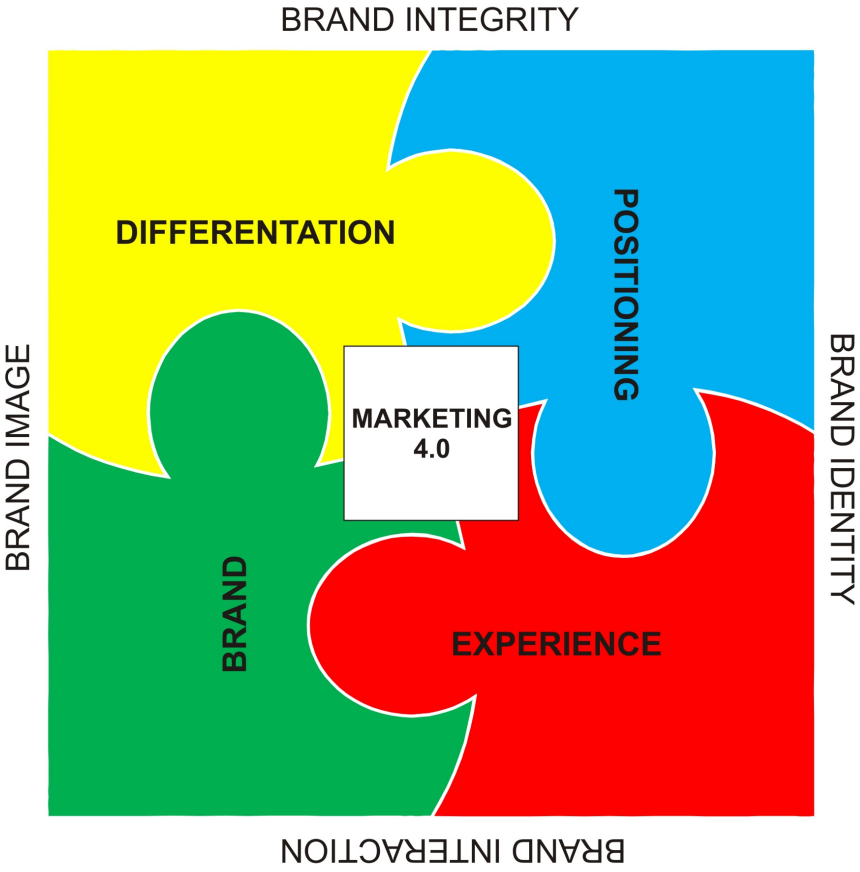 BRAND INTEGRITY
DIFFERENTATION
POSITIONING
BRAND IMAGE
MARKETING
4.0
BRAND IDENTITY
BRAND
EXPERIENCE
BRAND INTERACTION